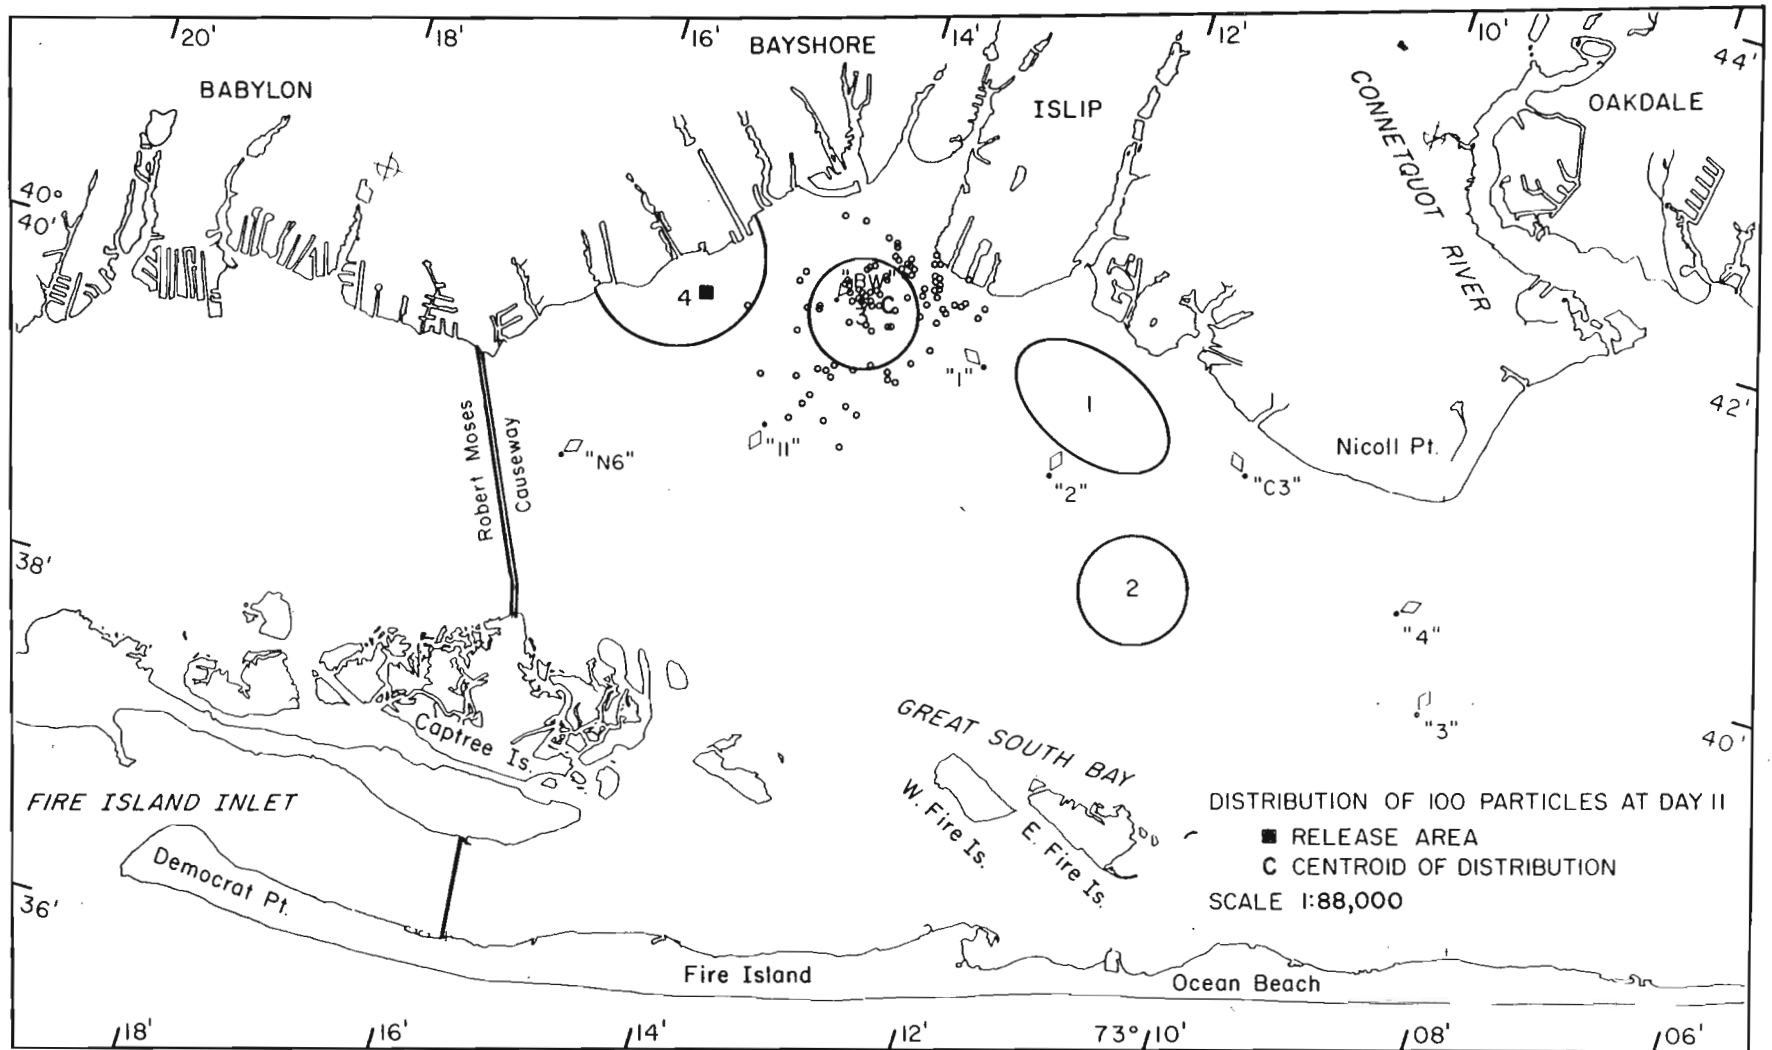 20'
18'
16'
14'
12'
10'
44'
BAYSHORE
BABYLON
ISLIP
OAKDALE
CONNETQUOT
RIVER
40°
40'
4
"BW"
3
C
"1"
1
42'
Nicoll Pt.
"N6"
"11"
"2"
"C3"
Robert Moses
Causeway
38'
2
"4"
"3"
40'
Captree Is.
GREAT SOUTH BAY
W. Fire Is.
E. Fire Is.
FIRE ISLAND INLET
Democrat Pt.
DISTRIBUTION OF 100 PARTICLES AT DAY 11
RELEASE AREA
C CENTROID OF DISTRIBUTION
SCALE 1:88,000
36'
Fire Island
Ocean Beach
18'
16'
14'
12'
73° 10'
08'
06'